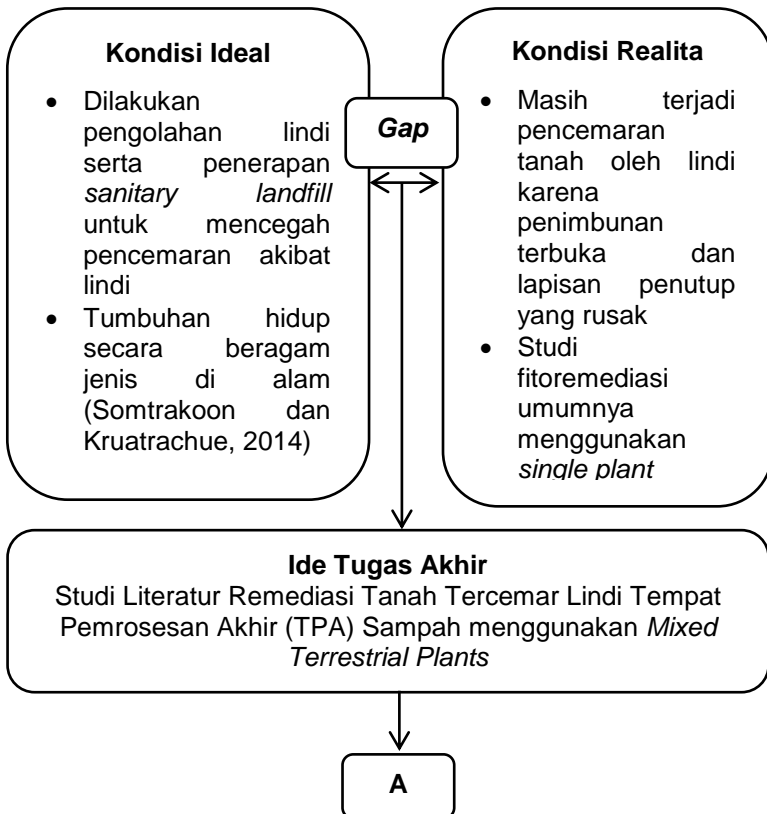 Kondisi Ideal
• Dilakukan
pengolahan lindi
serta penerapan
sanitary landfill
untuk mencegah
pencemaran akibat
lindi
• Tumbuhan hidup
secara beragam
jenis di alam
(Somtrakoon dan
Kruatrachue, 2014)
Gap
Kondisi Realita
• Masih terjadi
pencemaran
tanah oleh lindi
karena
penimbunan
terbuka dan
lapisan penutup
yang rusak
• Studi
fitoremediasi
umumnya
menggunakan
single plant
Ide Tugas Akhir
Studi Literatur Remediasi Tanah Tercemar Lindi Tempat
Pemrosesan Akhir (TPA) Sampah menggunakan Mixed
Terrestrial Plants
A